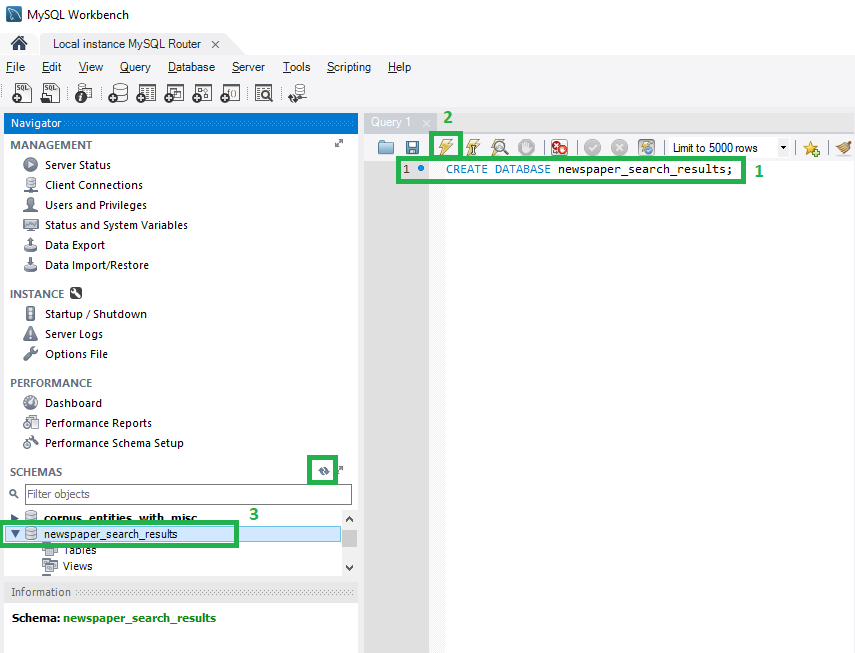 MySQL Workbench
Local instance MySQL Router
File Edit View Query Database Server Tools Scripting Help
Navigator
MANAGEMENT
Server Status
Client Connections
Users and Privileges
Status and System Variables
Data Export
Data Import/Restore
INSTANCE
Startup / Shutdown
Server Logs
Options File
PERFORMANCE
Dashboard
Performance Reports
Performance Schema Setup
SCHEMAS
Filter objects
corpus_entities_with_misc
newspaper_search_results
3
Tables
Views
Information
Schema: newspaper_search_results
Query 1
2
Limit to 5000 rows
1 CREATE DATABASE newspaper_search_results;
1